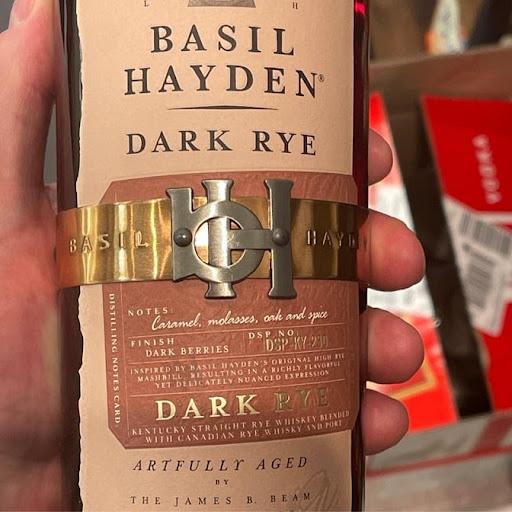 L H
BASIL
HAYDEN®
DARK RYE
BASIL HAYD
DISTILLING NOTES CARD:
NOTES: Caramel, molasses, oak and spice
FINISH DSP NO.
DARK BERRIES DSP-KY-230
INSPIRED BY BASIL HAYDEN'S ORIGINAL HIGH RYE
MASHBILL, RESULTING IN A RICHLY FLAVORFUL
YET DELICATELY NUANCED EXPRESSION
DARK RYE
KENTUCKY STRAIGHT RYE WHISKEY BLENDED
WITH CANADIAN RYE WHISKY AND PORT
ARTFULLY AGED
BY
THE JAMES B. BEAM
VODKA